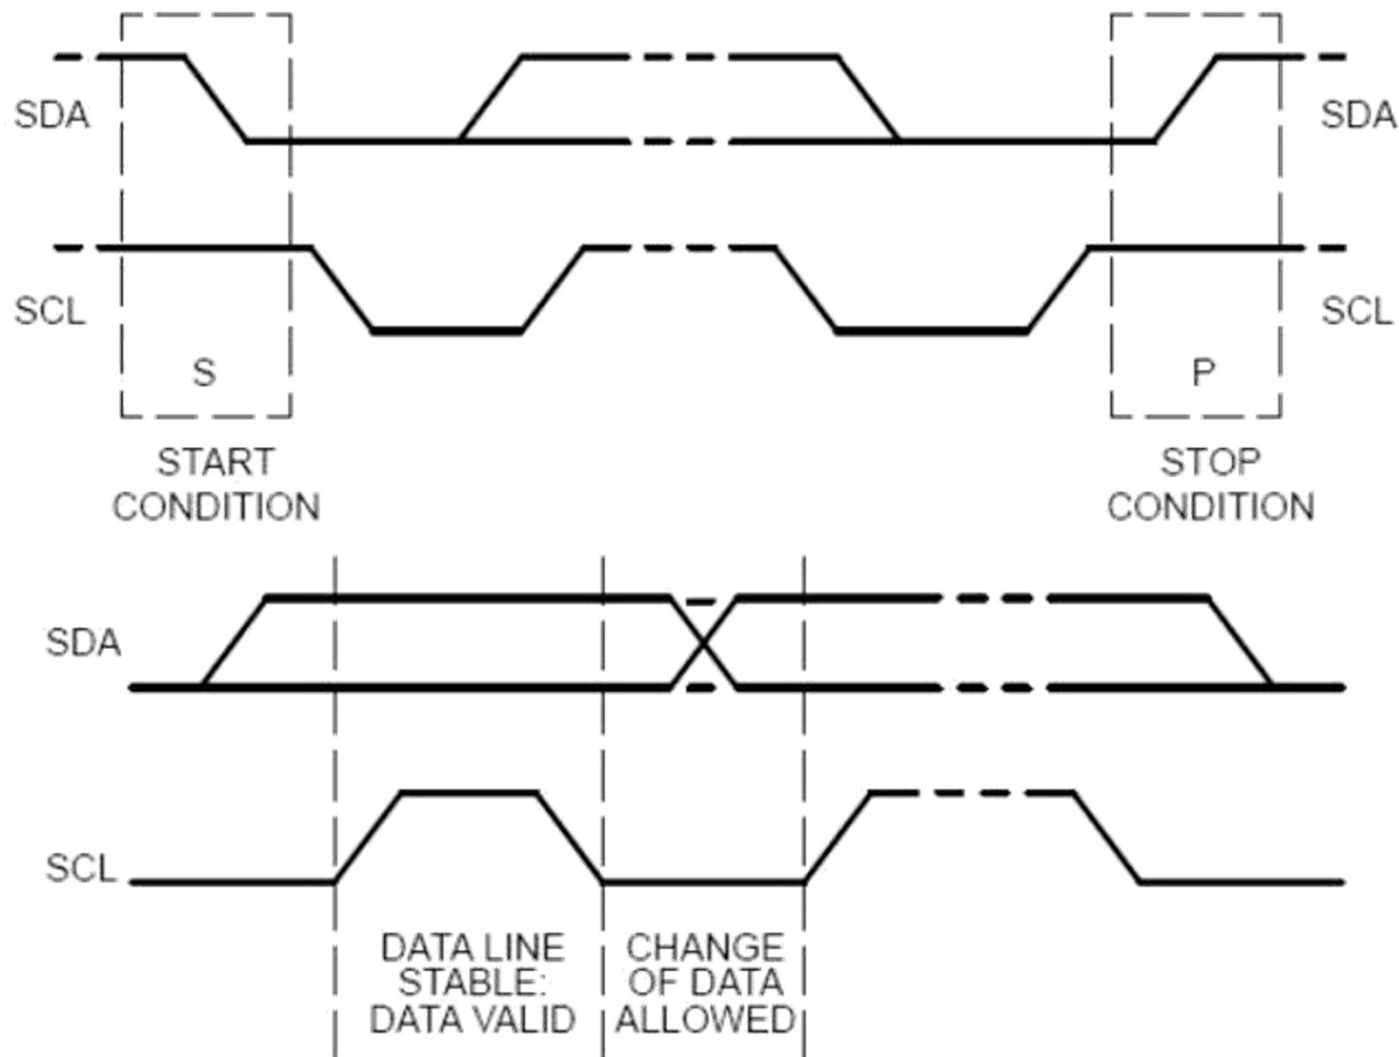 SDA
SDA
SCL
SCL
S
P
START
CONDITION
STOP
CONDITION
SDA
SCL
DATA LINE
STABLE:
DATA VALID
CHANGE
OF DATA
ALLOWED